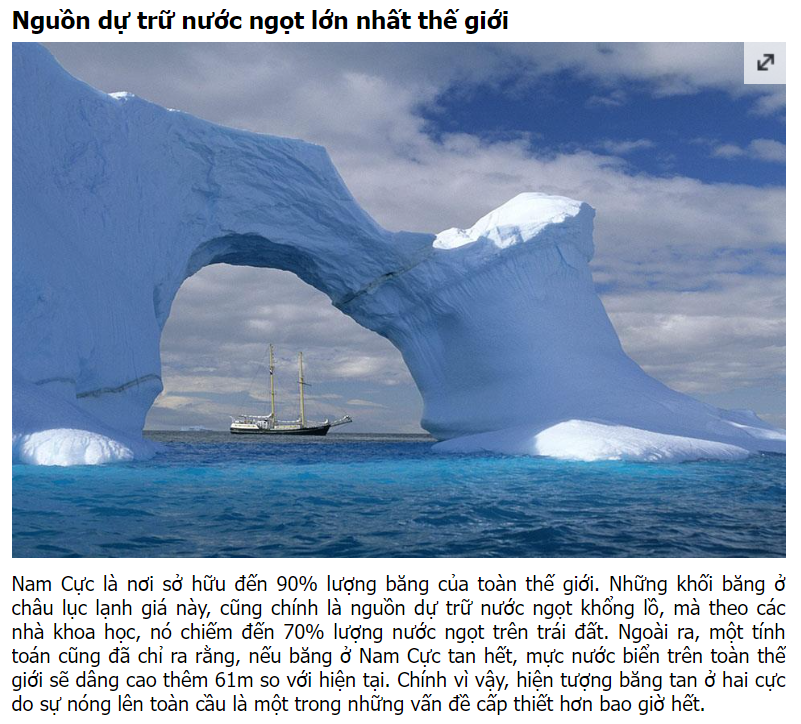 Nguồn dự trữ nước ngọt lớn nhất thế giới
Nam Cực là nơi sở hữu đến 90% lượng băng của toàn thế giới. Những khối băng ở
châu lục lạnh giá này, cũng chính là nguồn dự trữ nước ngọt khổng lồ, mà theo các
nhà khoa học, nó chiếm đến 70% lượng nước ngọt trên trái đất. Ngoài ra, một tính
toán cũng đã chỉ ra rằng, nếu băng ở Nam Cực tan hết, mực nước biển trên toàn thế
giới sẽ dâng cao thêm 61m so với hiện tại. Chính vì vậy, hiện tượng băng tan ở hai cực
do sự nóng lên toàn cầu là một trong những vấn đề cấp thiết hơn bao giờ hết.